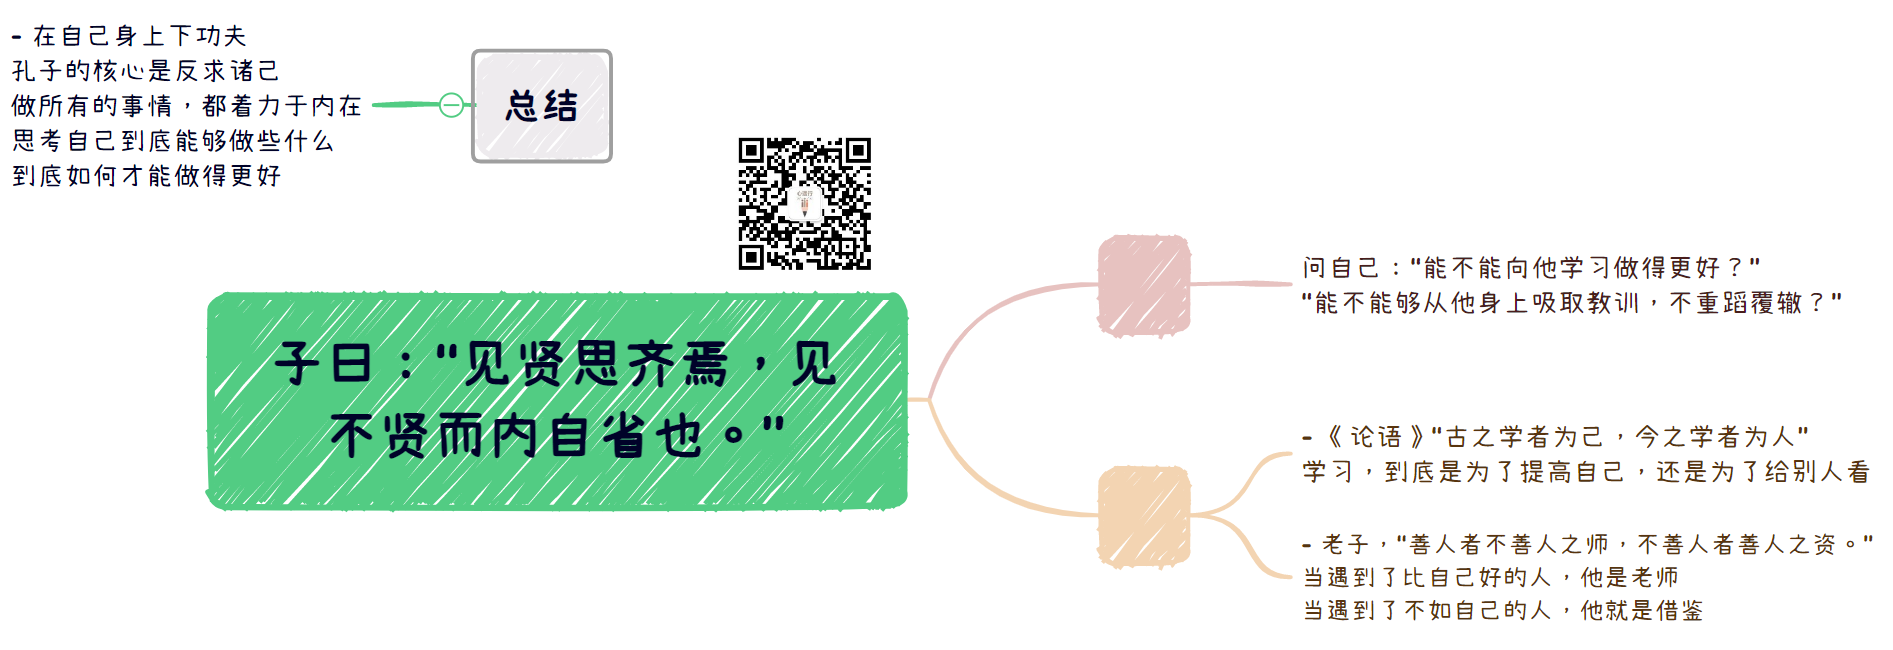 - 在自己身上下功夫
孔子的核心是反求诸己
做所有的事情，都着力于内在
思考自己到底能够做些什么
到底如何才能做得更好
总结
子曰："见贤思齐焉，见
不贤而内自省也。"
问自己："能不能向他学习做得更好？"
"能不能够从他身上吸取教训，不重蹈覆辙？"
- 《论语》"古之学者为己，今之学者为人"
学习，到底是为了提高自己，还是为了给别人看
- 老子，"善人者不善人之师，不善人者善人之资。"
当遇到了比自己好的人，他是老师
当遇到了不如自己的人，他就是借鉴